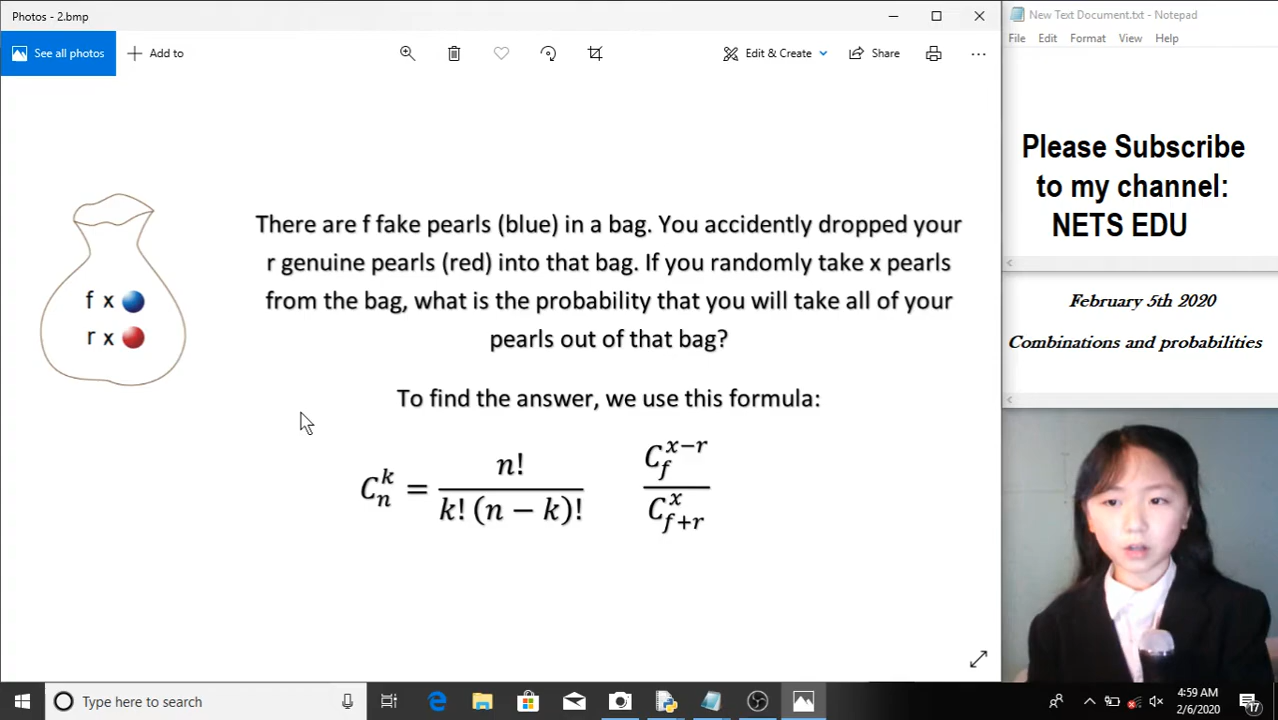 Photos - 2.bmp
See all photos
Add to
Edit & Create
Share
New Text Document.txt - Notepad
File Edit Format View Help
Please Subscribe
to my channel:
NETS EDU
February 5th 2020
Combinations and probabilities
There are f fake pearls (blue) in a bag. You accidently dropped your
r genuine pearls (red) into that bag. If you randomly take x pearls
from the bag, what is the probability that you will take all of your
pearls out of that bag?
f x
r x
To find the answer, we use this formula:
C_n^k = n! / k! (n − k)!
C_f^{x−r} / C_{f+r}^x
Type here to search
4:59 AM
2/6/2020
17